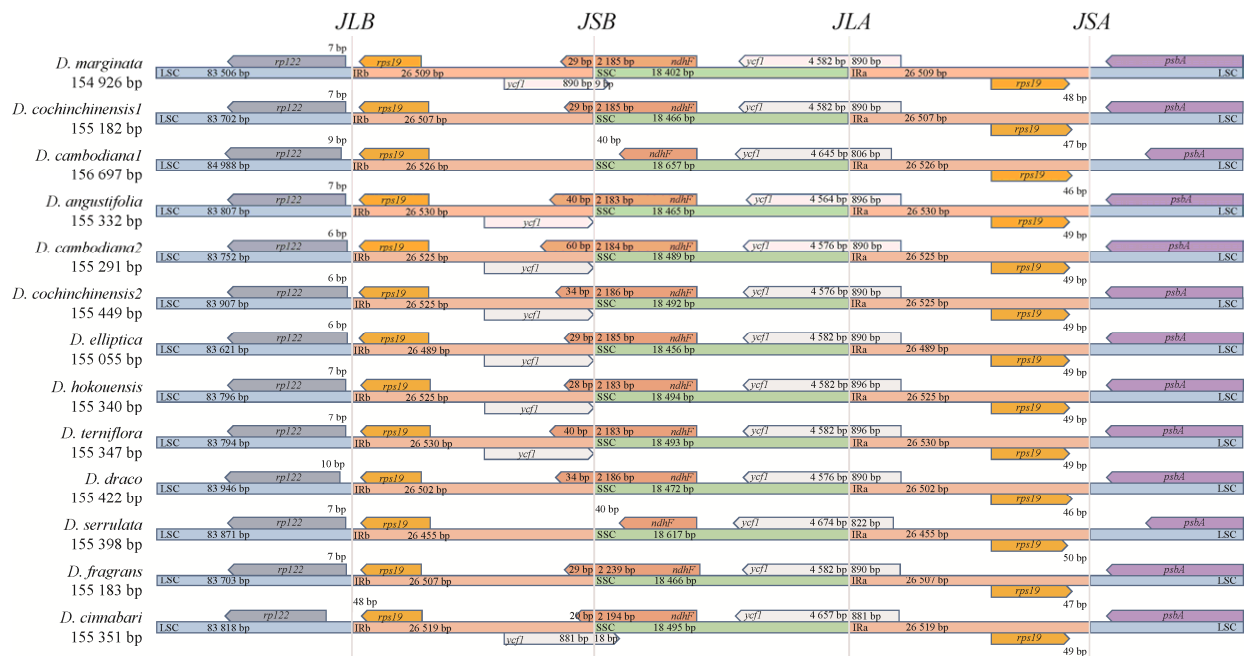 JLB JSB JLA JSA
7 bp
rp122 rps19 29 bp 2 185 bp ndhF ycf1 4 582 bp 890 bp psbA
D. marginata LSC 83 506 bp IRb 26 509 bp SSC 18 402 bp IRa 26 509 bp LSC
154 926 bp ycf1 890 bp 9 bp rps19
7 bp 48 bp
rp122 rps19 29 bp 2 185 bp ndhF ycf1 4 582 bp 890 bp psbA
D. cochinchinensis1 LSC 83 702 bp IRb 26 507 bp SSC 18 466 bp IRa 26 507 bp LSC
155 182 bp rps19
9 bp 40 bp 47 bp
rp122 rps19 ndhF ycf1 4 645 bp 806 bp psbA
D. cambodiana1 LSC 84 988 bp IRb 26 526 bp SSC 18 657 bp IRa 26 526 bp LSC
156 697 bp rps19
7 bp 46 bp
rp122 rps19 40 bp 2 183 bp ndhF ycf1 4 564 bp 896 bp psbA
D. angustifolia LSC 83 807 bp IRb 26 530 bp SSC 18 465 bp IRa 26 530 bp LSC
155 332 bp ycf1 rps19
6 bp 49 bp
rp122 rps19 60 bp 2 184 bp ndhF ycf1 4 576 bp 890 bp psbA
D. cambodiana2 LSC 83 752 bp IRb 26 525 bp SSC 18 489 bp IRa 26 525 bp LSC
155 291 bp ycf1 rps19
6 bp 49 bp
rp122 rps19 34 bp 2 186 bp ndhF ycf1 4 576 bp 890 bp psbA
D. cochinchinensis2 LSC 83 907 bp IRb 26 525 bp SSC 18 492 bp IRa 26 525 bp LSC
155 449 bp ycf1 rps19
6 bp 49 bp
rp122 rps19 29 bp 2 185 bp ndhF ycf1 4 582 bp 890 bp psbA
D. elliptica LSC 83 621 bp IRb 26 489 bp SSC 18 456 bp IRa 26 489 bp LSC
155 055 bp ycf1 rps19
7 bp 49 bp
rp122 rps19 28 bp 2 183 bp ndhF ycf1 4 582 bp 896 bp psbA
D. hokouensis LSC 83 796 bp IRb 26 525 bp SSC 18 494 bp IRa 26 525 bp LSC
155 340 bp ycf1 rps19
7 bp 49 bp
rp122 rps19 40 bp 2 183 bp ndhF ycf1 4 582 bp 896 bp psbA
D. terniflora LSC 83 794 bp IRb 26 530 bp SSC 18 493 bp IRa 26 530 bp LSC
155 347 bp ycf1 rps19
10 bp 49 bp
rp122 rps19 34 bp 2 186 bp ndhF ycf1 4 576 bp 890 bp psbA
D. draco LSC 83 946 bp IRb 26 502 bp SSC 18 472 bp IRa 26 502 bp LSC
155 422 bp rps19
7 bp 40 bp 46 bp
rp122 rps19 ndhF ycf1 4 674 bp 822 bp psbA
D. serrulata LSC 83 871 bp IRb 26 455 bp SSC 18 617 bp IRa 26 455 bp LSC
155 398 bp rps19
7 bp 50 bp
rp122 rps19 29 bp 2 239 bp ndhF ycf1 4 582 bp 890 bp psbA
D. fragrans LSC 83 703 bp IRb 26 507 bp SSC 18 466 bp IRa 26 507 bp LSC
155 183 bp rps19
48 bp 47 bp
rp122 rps19 20 bp 2 194 bp ndhF ycf1 4 657 bp 881 bp psbA
D. cinnabari LSC 83 818 bp IRb 26 519 bp SSC 18 495 bp IRa 26 519 bp LSC
155 351 bp ycf1 881 bp 18 bp rps19
49 bp